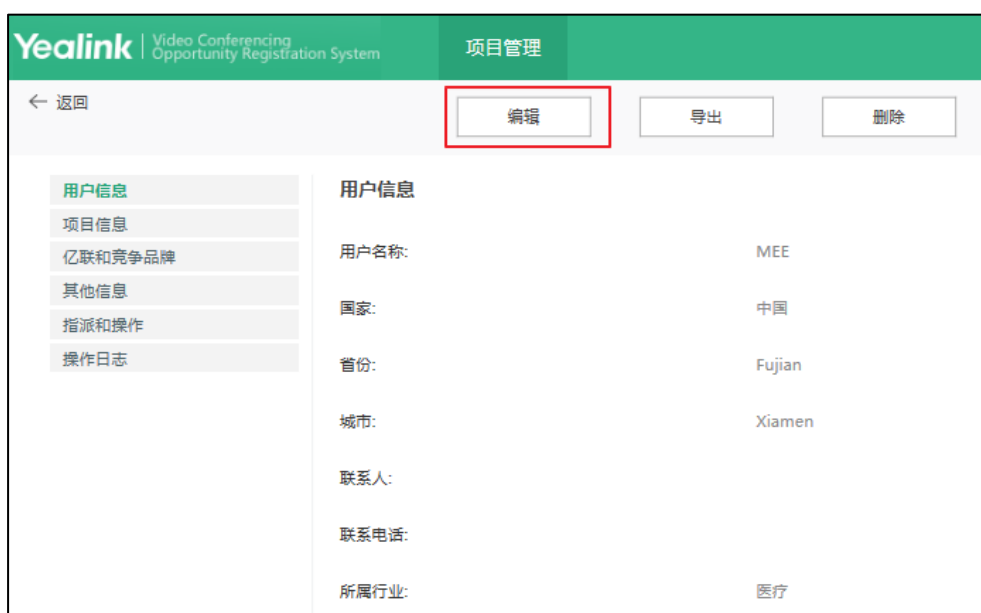 Yealink Video Conferencing Opportunity Registration System 项目管理
← 返回 编辑 导出 删除
用户信息
项目信息
亿联和竞争品牌
其他信息
指派和操作
操作日志
用户信息
用户名称: MEE
国家: 中国
省份: Fujian
城市: Xiamen
联系人:
联系电话:
所属行业: 医疗